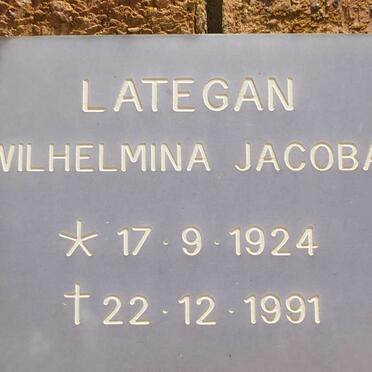 LATEGAN
WILHELMINA JACOBA
* 17·9·1924
† 22·12·1991